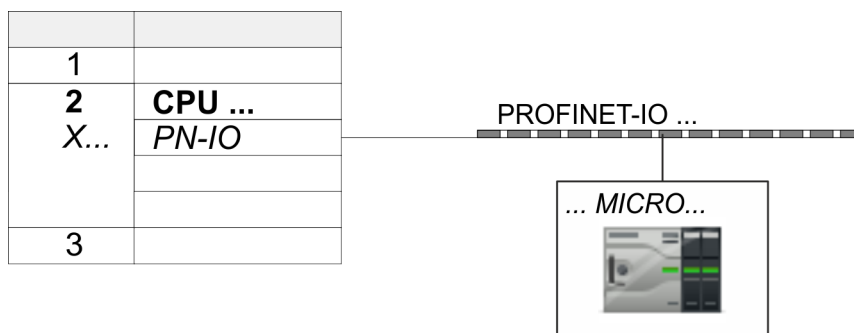 1
2 CPU ...
X... PN-IO
3
PROFINET-IO ...
... MICRO...